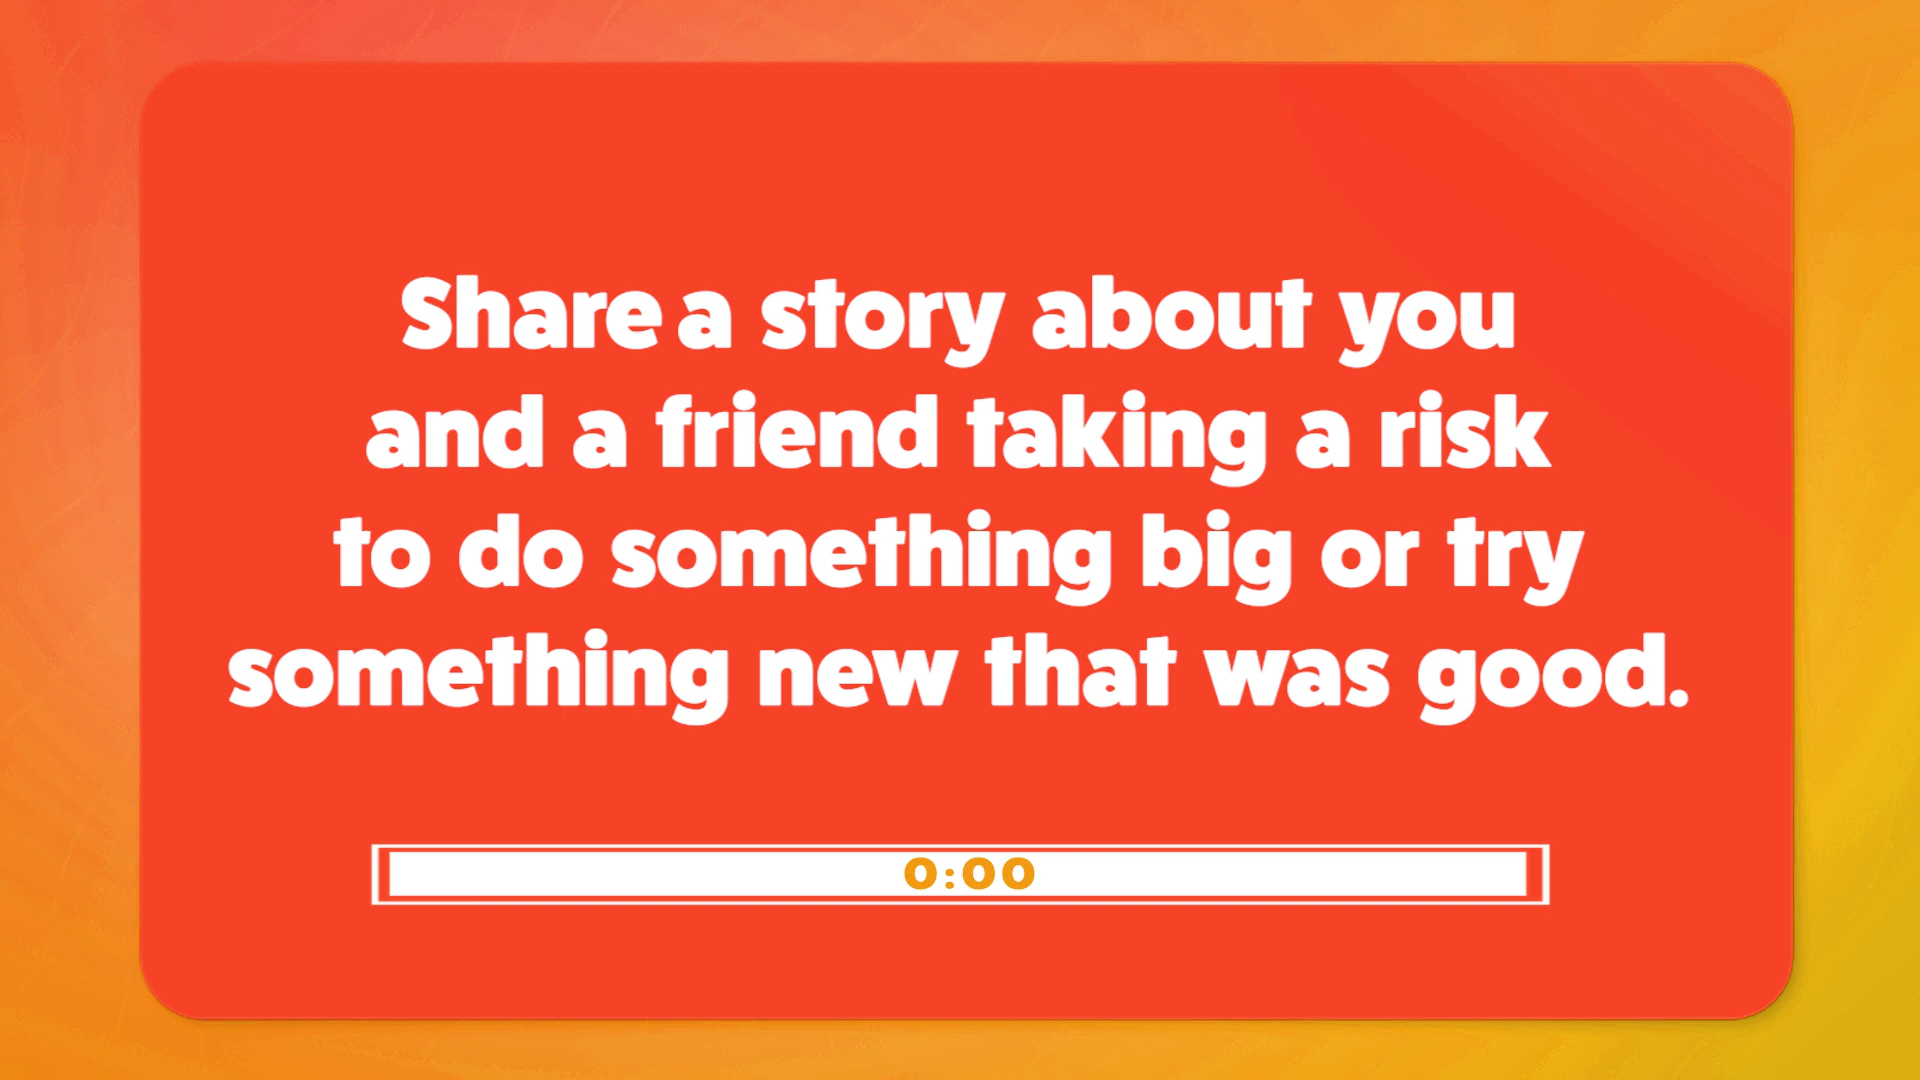 Share a story about you
and a friend taking a risk
to do something big or try
something new that was good.
0:00